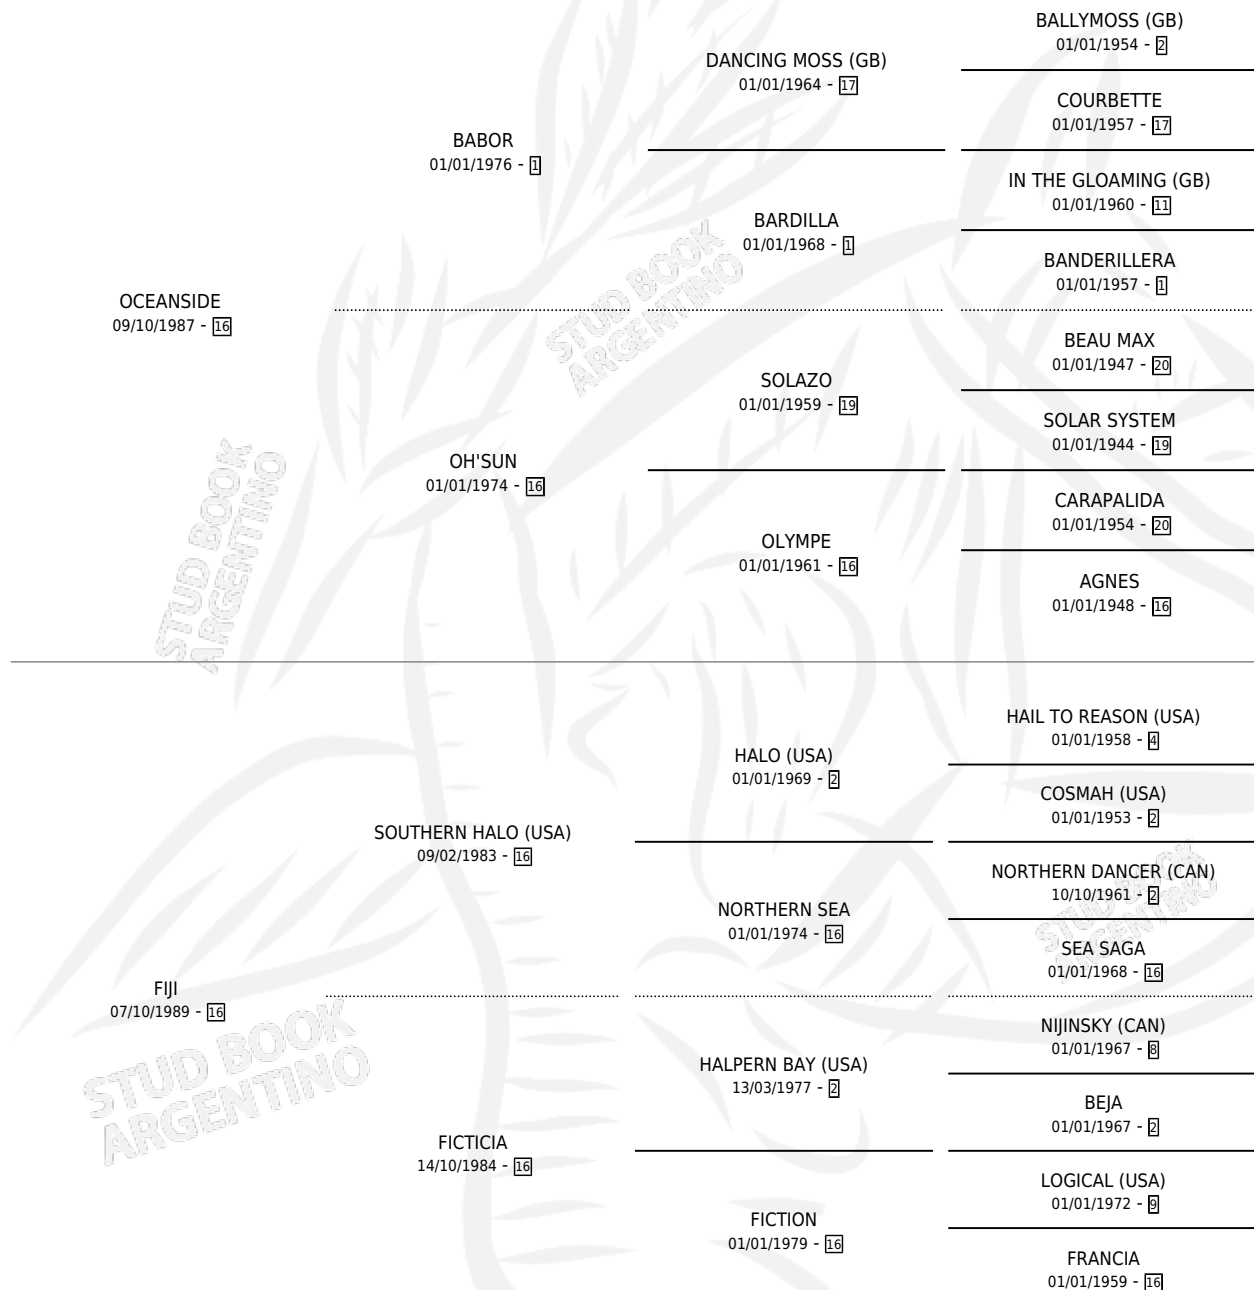 BALLYMOSS (GB)
01/01/1954 - 2
DANCING MOSS (GB)
01/01/1964 - 17
COURBETTE
01/01/1957 - 17
BABOR
01/01/1976 - 1
IN THE GLOAMING (GB)
01/01/1960 - 11
BARDILLA
01/01/1968 - 1
BANDERILLERA
01/01/1957 - 1
OCEANSIDE
09/10/1987 - 16
BEAU MAX
01/01/1947 - 20
SOLAZO
01/01/1959 - 19
SOLAR SYSTEM
01/01/1944 - 19
OH'SUN
01/01/1974 - 16
CARAPALIDA
01/01/1954 - 20
OLYMPE
01/01/1961 - 16
AGNES
01/01/1948 - 16
HAIL TO REASON (USA)
01/01/1958 - 4
HALO (USA)
01/01/1969 - 2
COSMAH (USA)
01/01/1953 - 2
SOUTHERN HALO (USA)
09/02/1983 - 16
NORTHERN DANCER (CAN)
10/10/1961 - 2
NORTHERN SEA
01/01/1974 - 16
SEA SAGA
01/01/1968 - 16
FIJI
07/10/1989 - 16
NIJINSKY (CAN)
01/01/1967 - 8
HALPERN BAY (USA)
13/03/1977 - 2
BEJA
01/01/1967 - 2
FICTICIA
14/10/1984 - 16
LOGICAL (USA)
01/01/1972 - 9
FICTION
01/01/1979 - 16
FRANCIA
01/01/1959 - 16
STUD BOOK
ARGENTINO
STUD BOOK
ARGENTINO
STUD BOOK
ARGENTINO
STUD BOOK
ARGENTINO